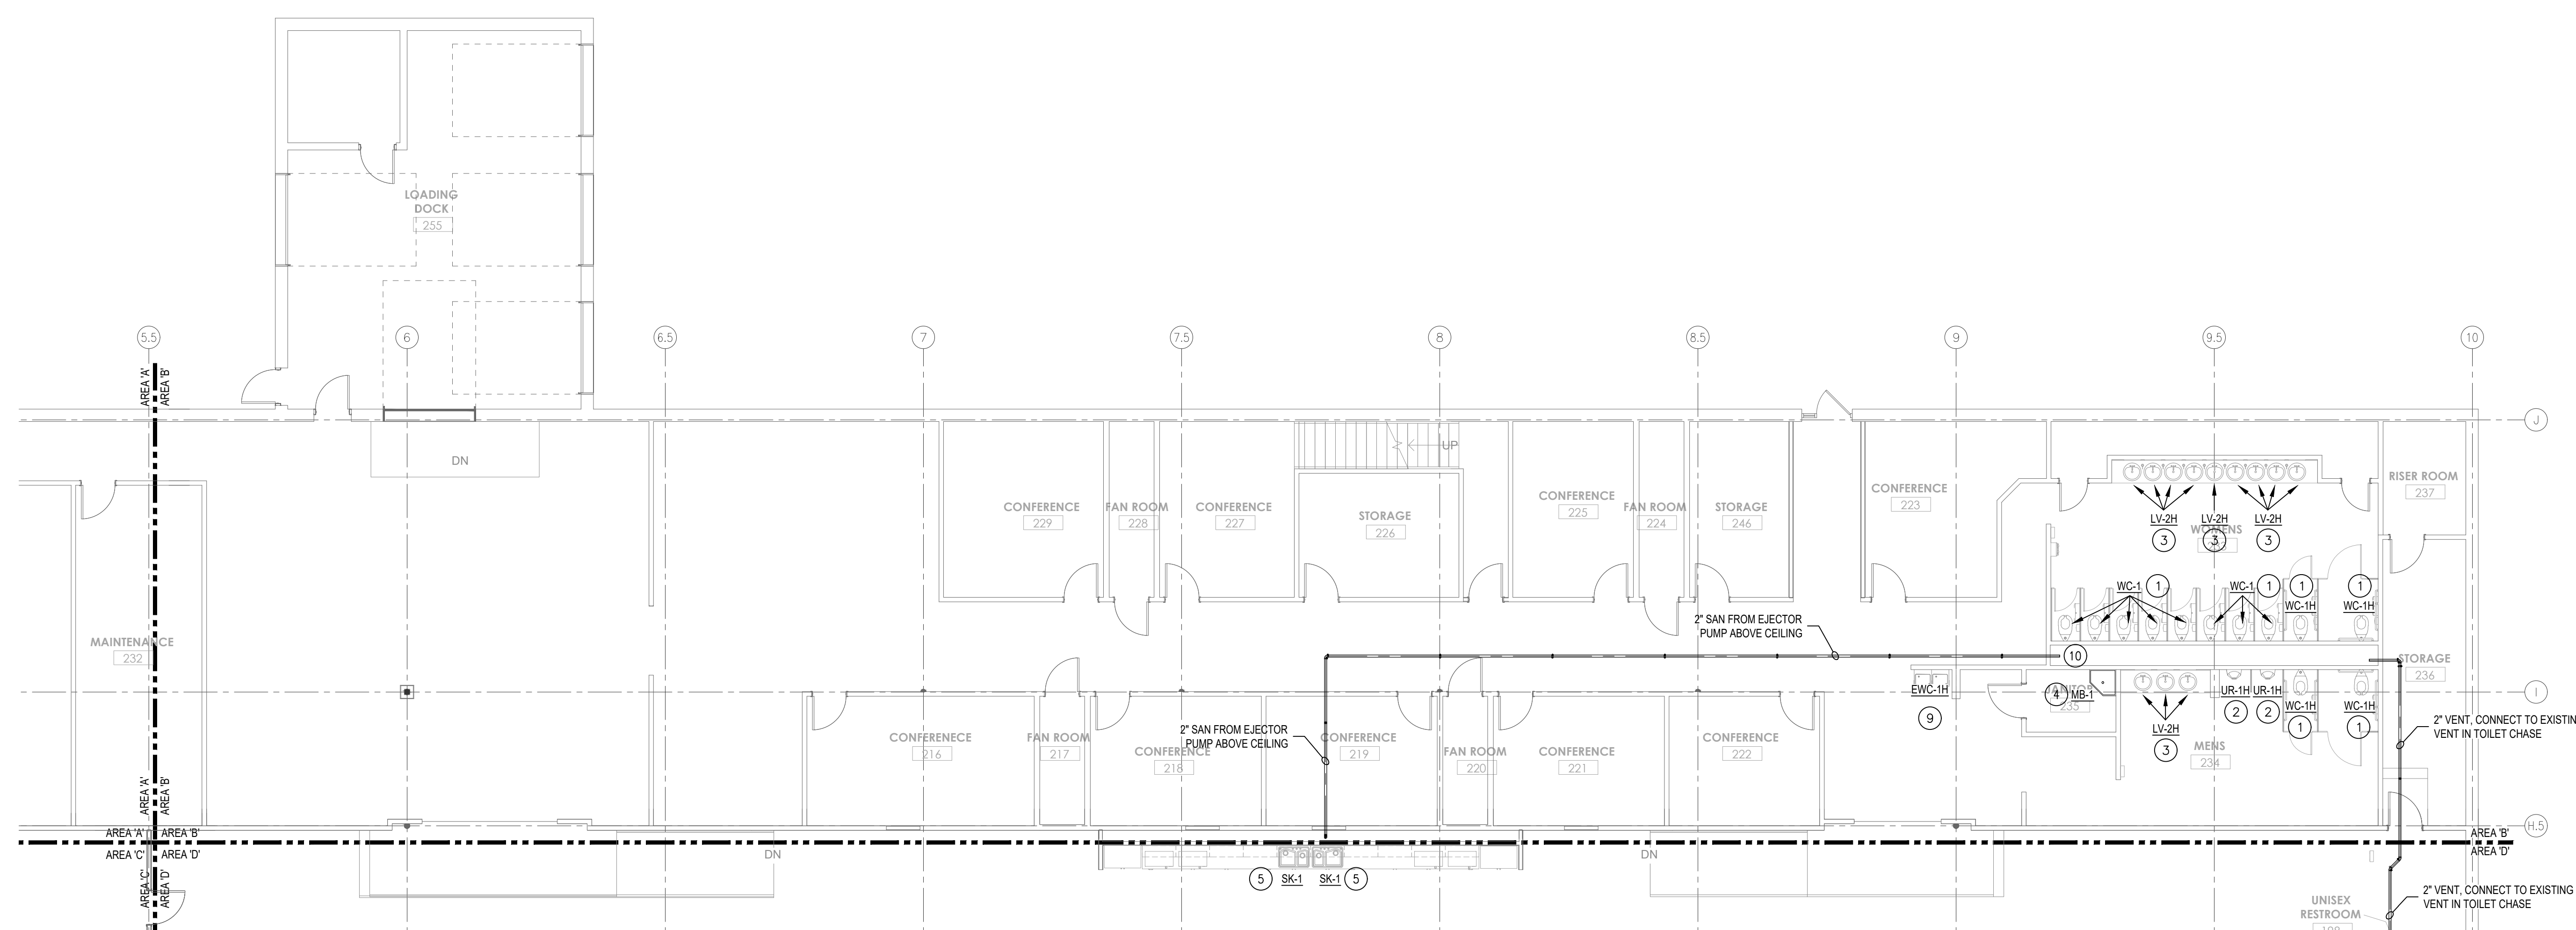 LOADING
DOCK
255
5.5
6
6.5
7
7.5
8
8.5
9
9.5
10
AREA 'A'
AREA 'B'
J
DN
UP
CONFERENCE
229
FAN ROOM
228
CONFERENCE
227
STORAGE
226
CONFERENCE
225
FAN ROOM
224
STORAGE
246
CONFERENCE
223
RISER ROOM
237
LV-2H
3
LV-2H
3
LV-2H
3
WOMENS
WC-1
1
WC-1
1
1
WC-1H
1
WC-1H
MAINTENANCE
232
2" SAN FROM EJECTOR
PUMP ABOVE CEILING
10
STORAGE
236
I
EWC-1H
9
4
MB-1
JANITOR
235
UR-1H
2
UR-1H
2
WC-1H
1
WC-1H
1
LV-2H
3
MENS
234
2" VENT, CONNECT TO EXISTIN
VENT IN TOILET CHASE
2" SAN FROM EJECTOR
PUMP ABOVE CEILING
CONFERENECE
216
FAN ROOM
217
CONFERENCE
218
CONFERENCE
219
FAN ROOM
220
CONFERENCE
221
CONFERENCE
222
AREA 'A'
AREA 'B'
H.5
AREA 'A'
AREA 'B'
AREA 'C'
AREA 'D'
AREA 'B'
AREA 'D'
DN
DN
5
SK-1
SK-1
5
AREA 'C'
AREA 'D'
2" VENT, CONNECT TO EXISTING
VENT IN TOILET CHASE
UNISEX
RESTROOM